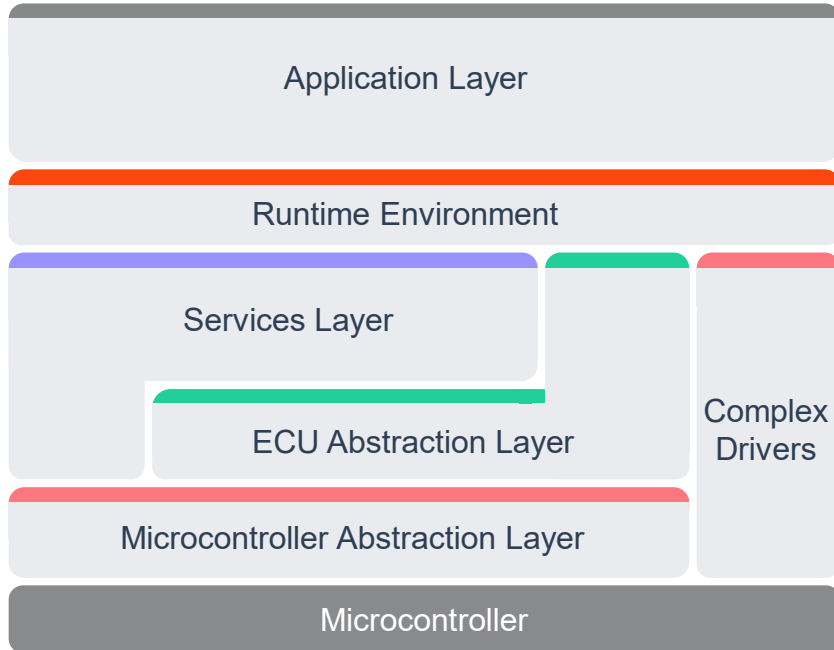 Application Layer
Runtime Environment
Services Layer
ECU Abstraction Layer
Complex
Drivers
Microcontroller Abstraction Layer
Microcontroller